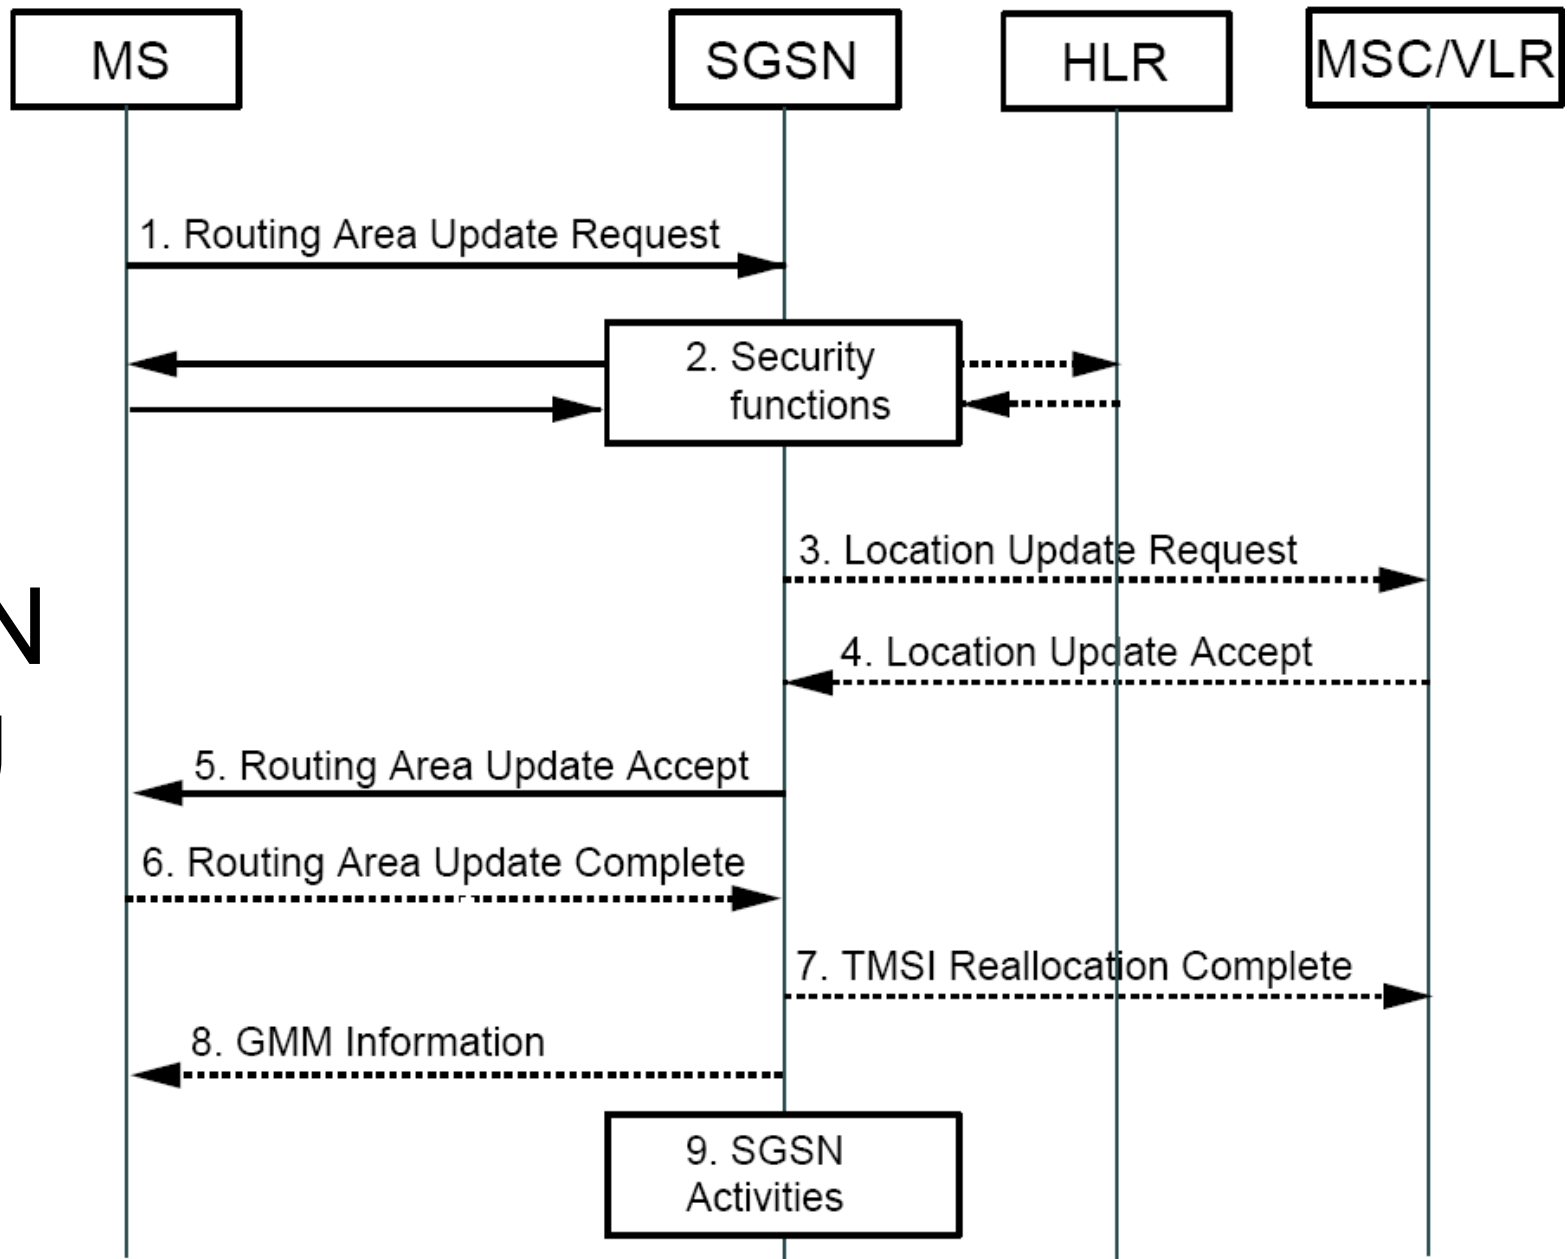 MS
SGSN
HLR
MSC/VLR
1. Routing Area Update Request
2. Security
functions
3. Location Update Request
N
4. Location Update Accept
5. Routing Area Update Accept
6. Routing Area Update Complete
7. TMSI Reallocation Complete
8. GMM Information
9. SGSN
Activities